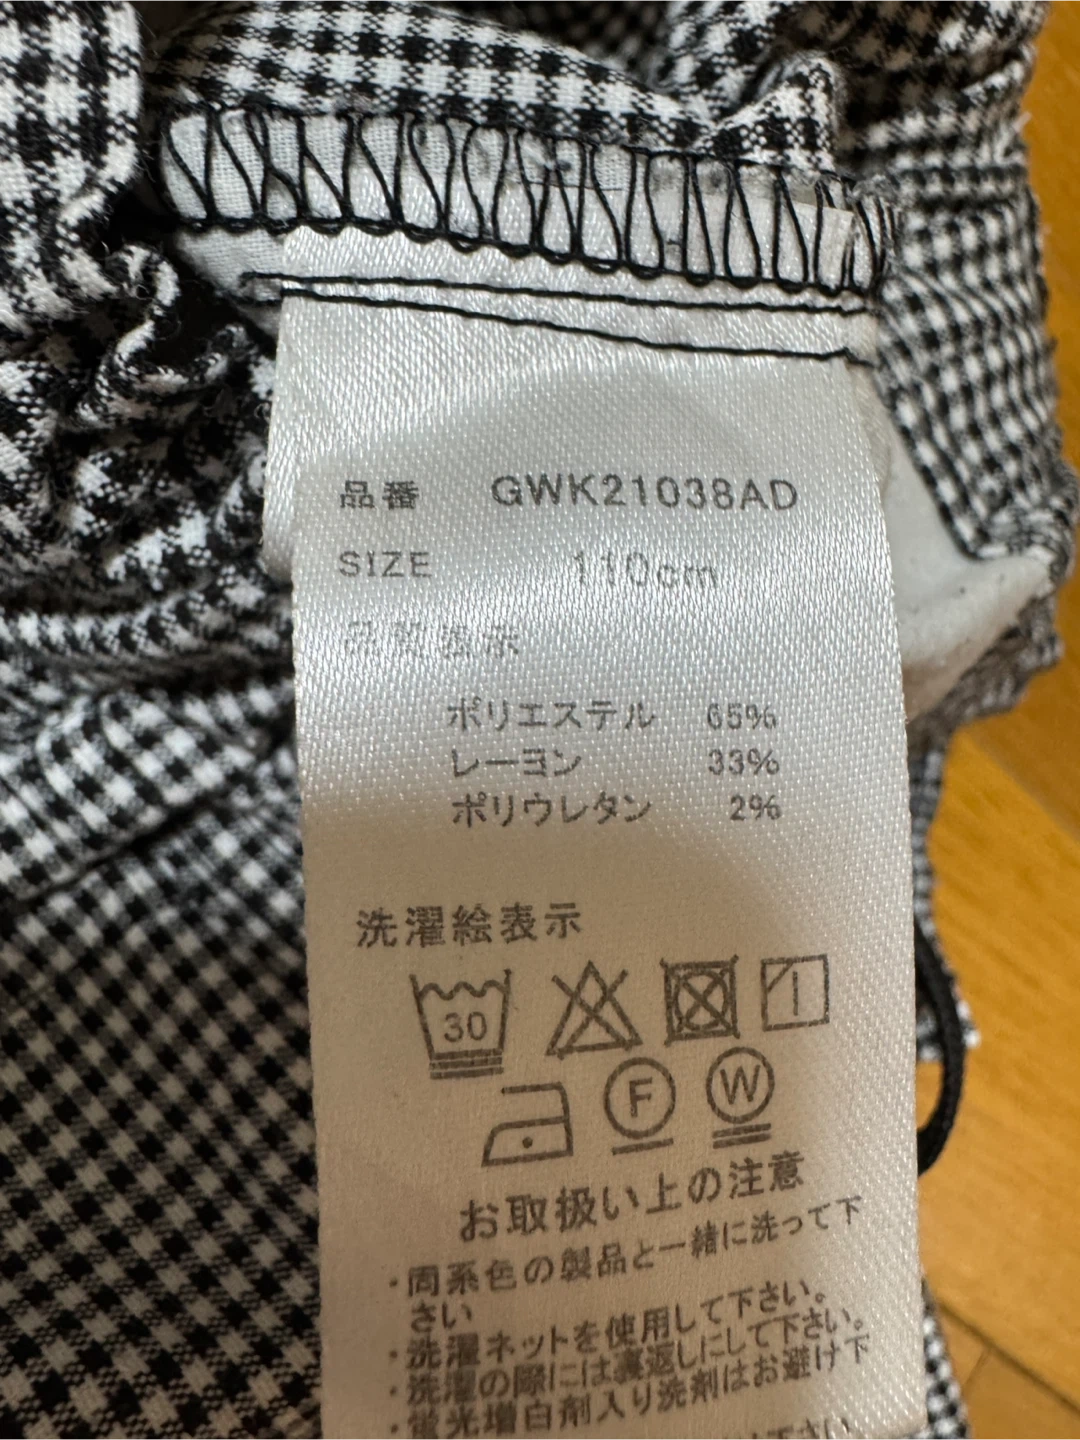 品番 GWK21038AD
SIZE 110cm
品質表示
ポリエステル 65%
レーヨン 33%
ポリウレタン 2%
洗濯絵表示
30
F W
お取扱い上の注意
・同系色の製品と一緒に洗って下
さい
・洗濯ネットを使用して下さい。
・洗濯の際には裏返しにして下さい。
・蛍光増白剤入り洗剤はお避け下